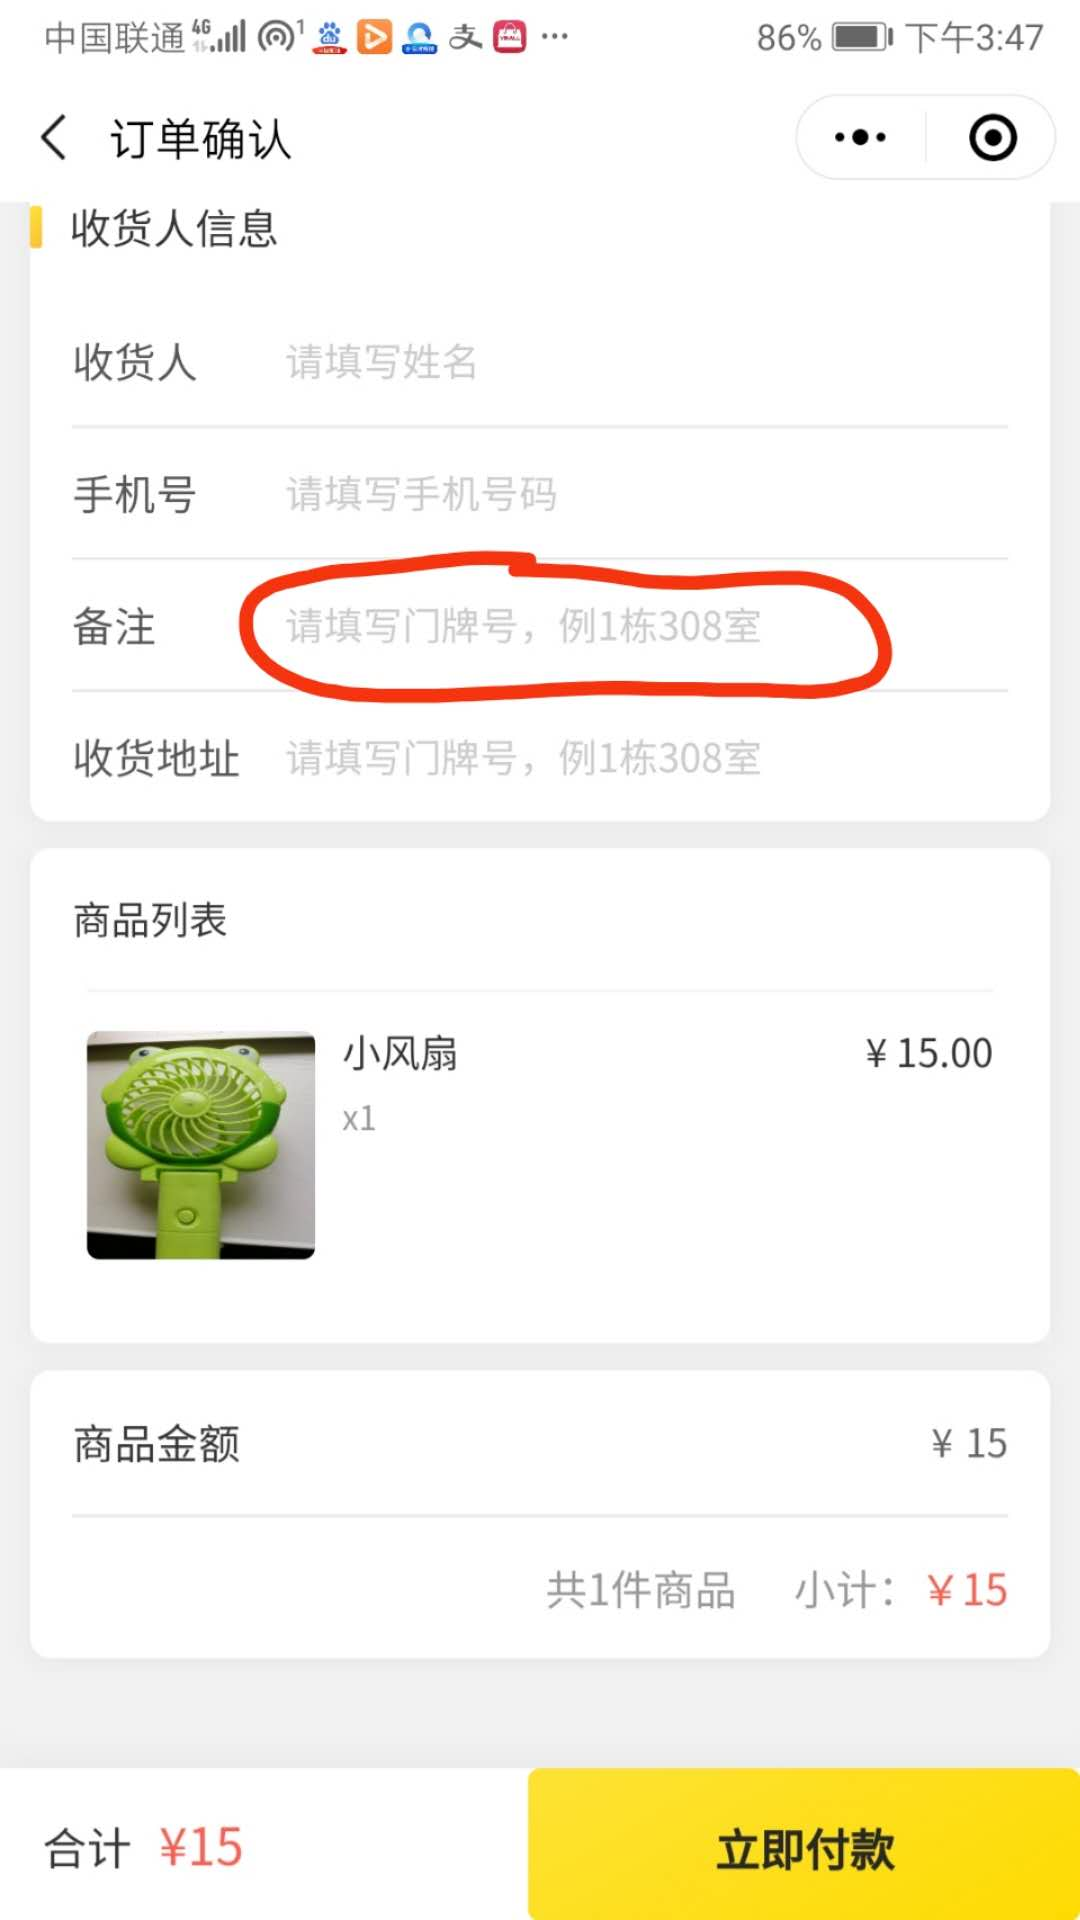 中国联通 4G 1 86% 下午3:47
订单确认
收货人信息
收货人 请填写姓名
手机号 请填写手机号码
备注 请填写门牌号，例1栋308室
收货地址 请填写门牌号，例1栋308室
商品列表
小风扇 ¥ 15.00
x1
商品金额 ¥ 15
共1件商品 小计： ¥15
合计 ¥15 立即付款